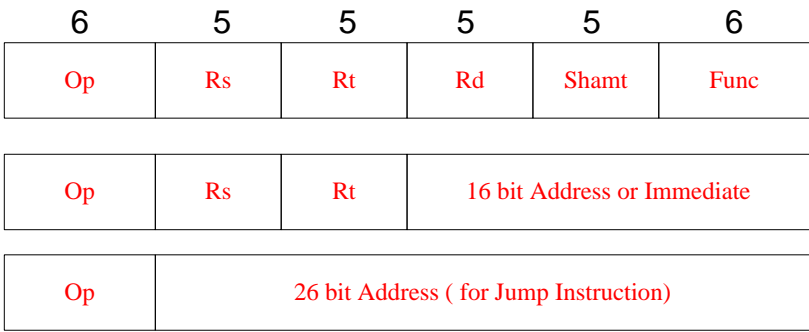 6 5 5 5 5 6
Op Rs Rt Rd Shamt Func
Op Rs Rt 16 bit Address or Immediate
Op 26 bit Address ( for Jump Instruction)